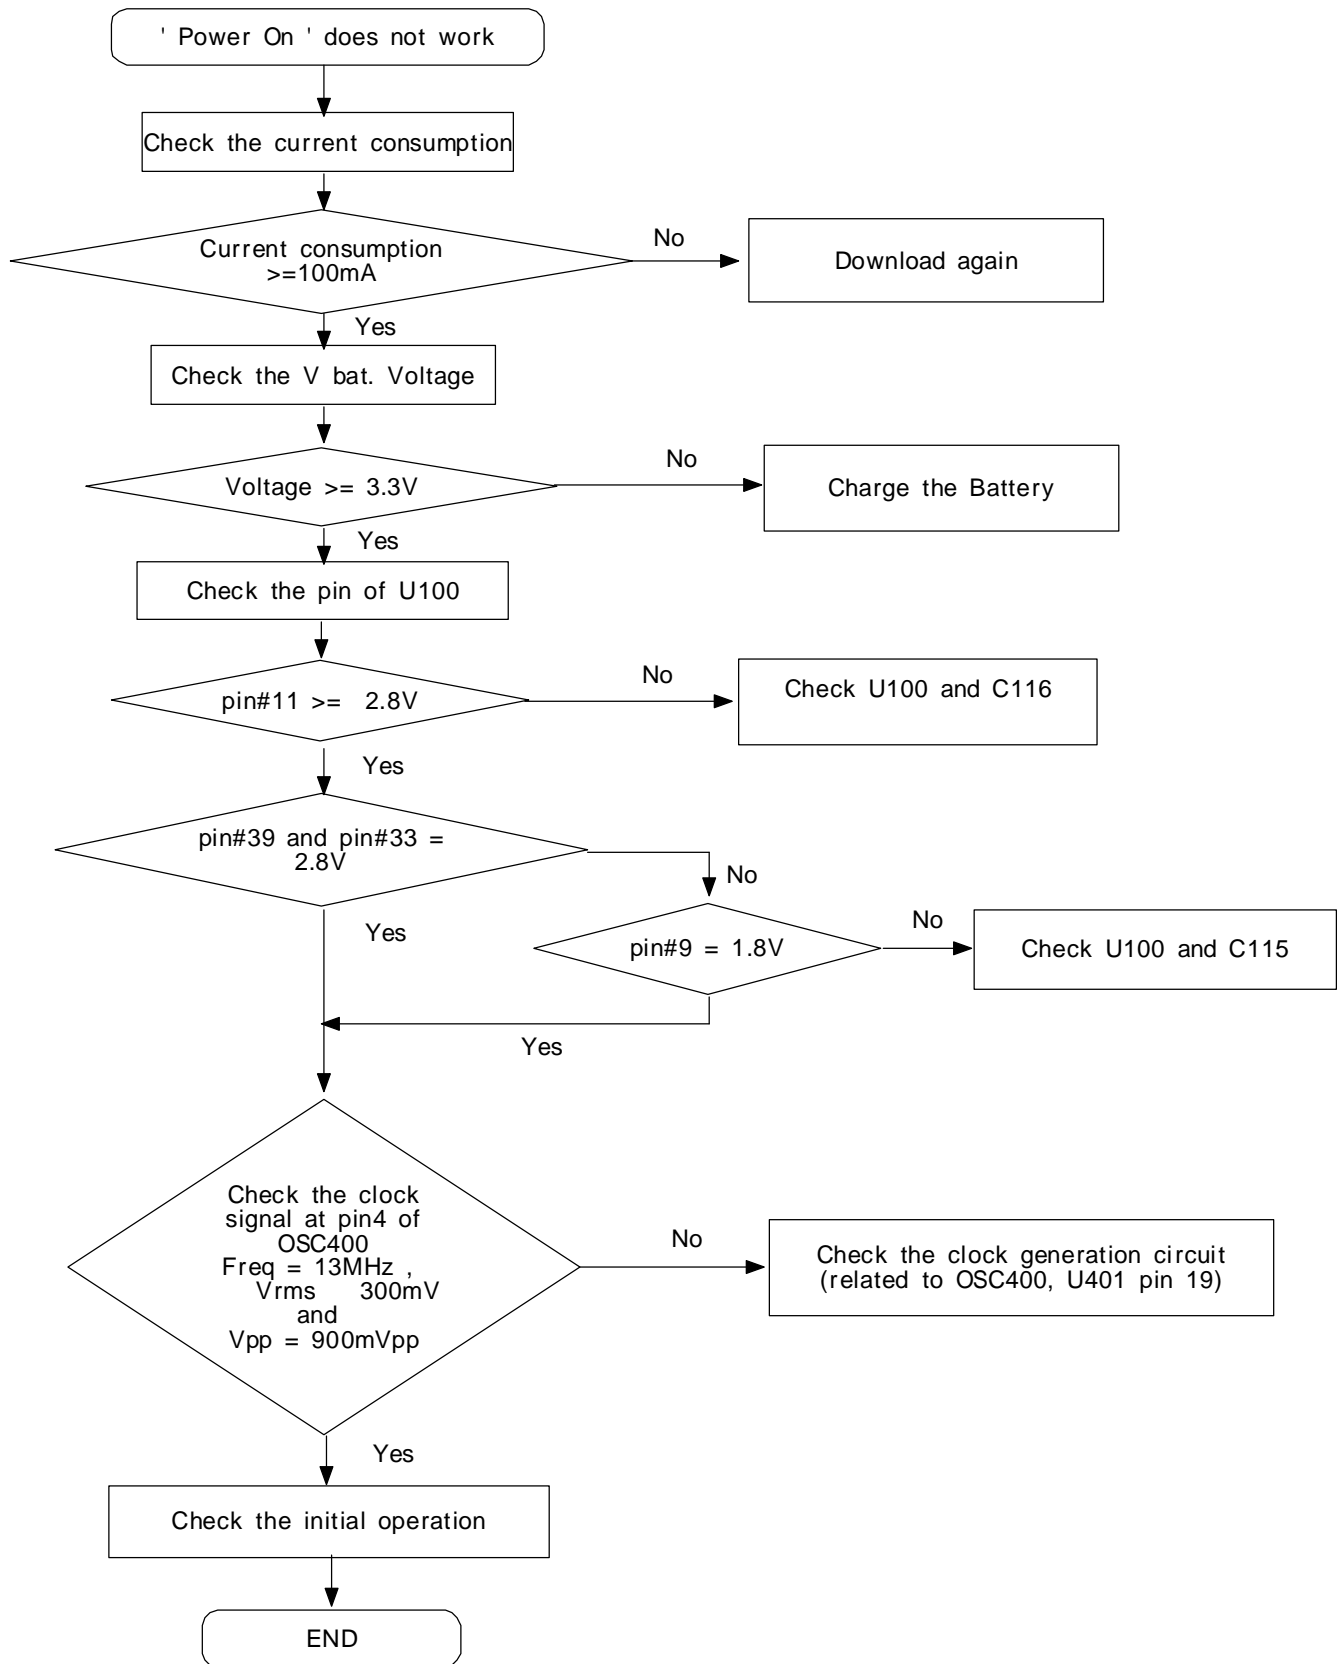 ' Power On ' does not work
Check the current consumption
Current consumption
>=100mA
No
Download again
Yes
Check the V bat. Voltage
Voltage >= 3.3V
No
Charge the Battery
Yes
Check the pin of U100
pin#11 >= 2.8V
No
Check U100 and C116
Yes
pin#39 and pin#33 =
2.8V
No
Yes
pin#9 = 1.8V
No
Check U100 and C115
Yes
Check the clock
signal at pin4 of
OSC400
Freq = 13MHz ,
Vrms 300mV
and
Vpp = 900mVpp
No
Check the clock generation circuit
(related to OSC400, U401 pin 19)
Yes
Check the initial operation
END